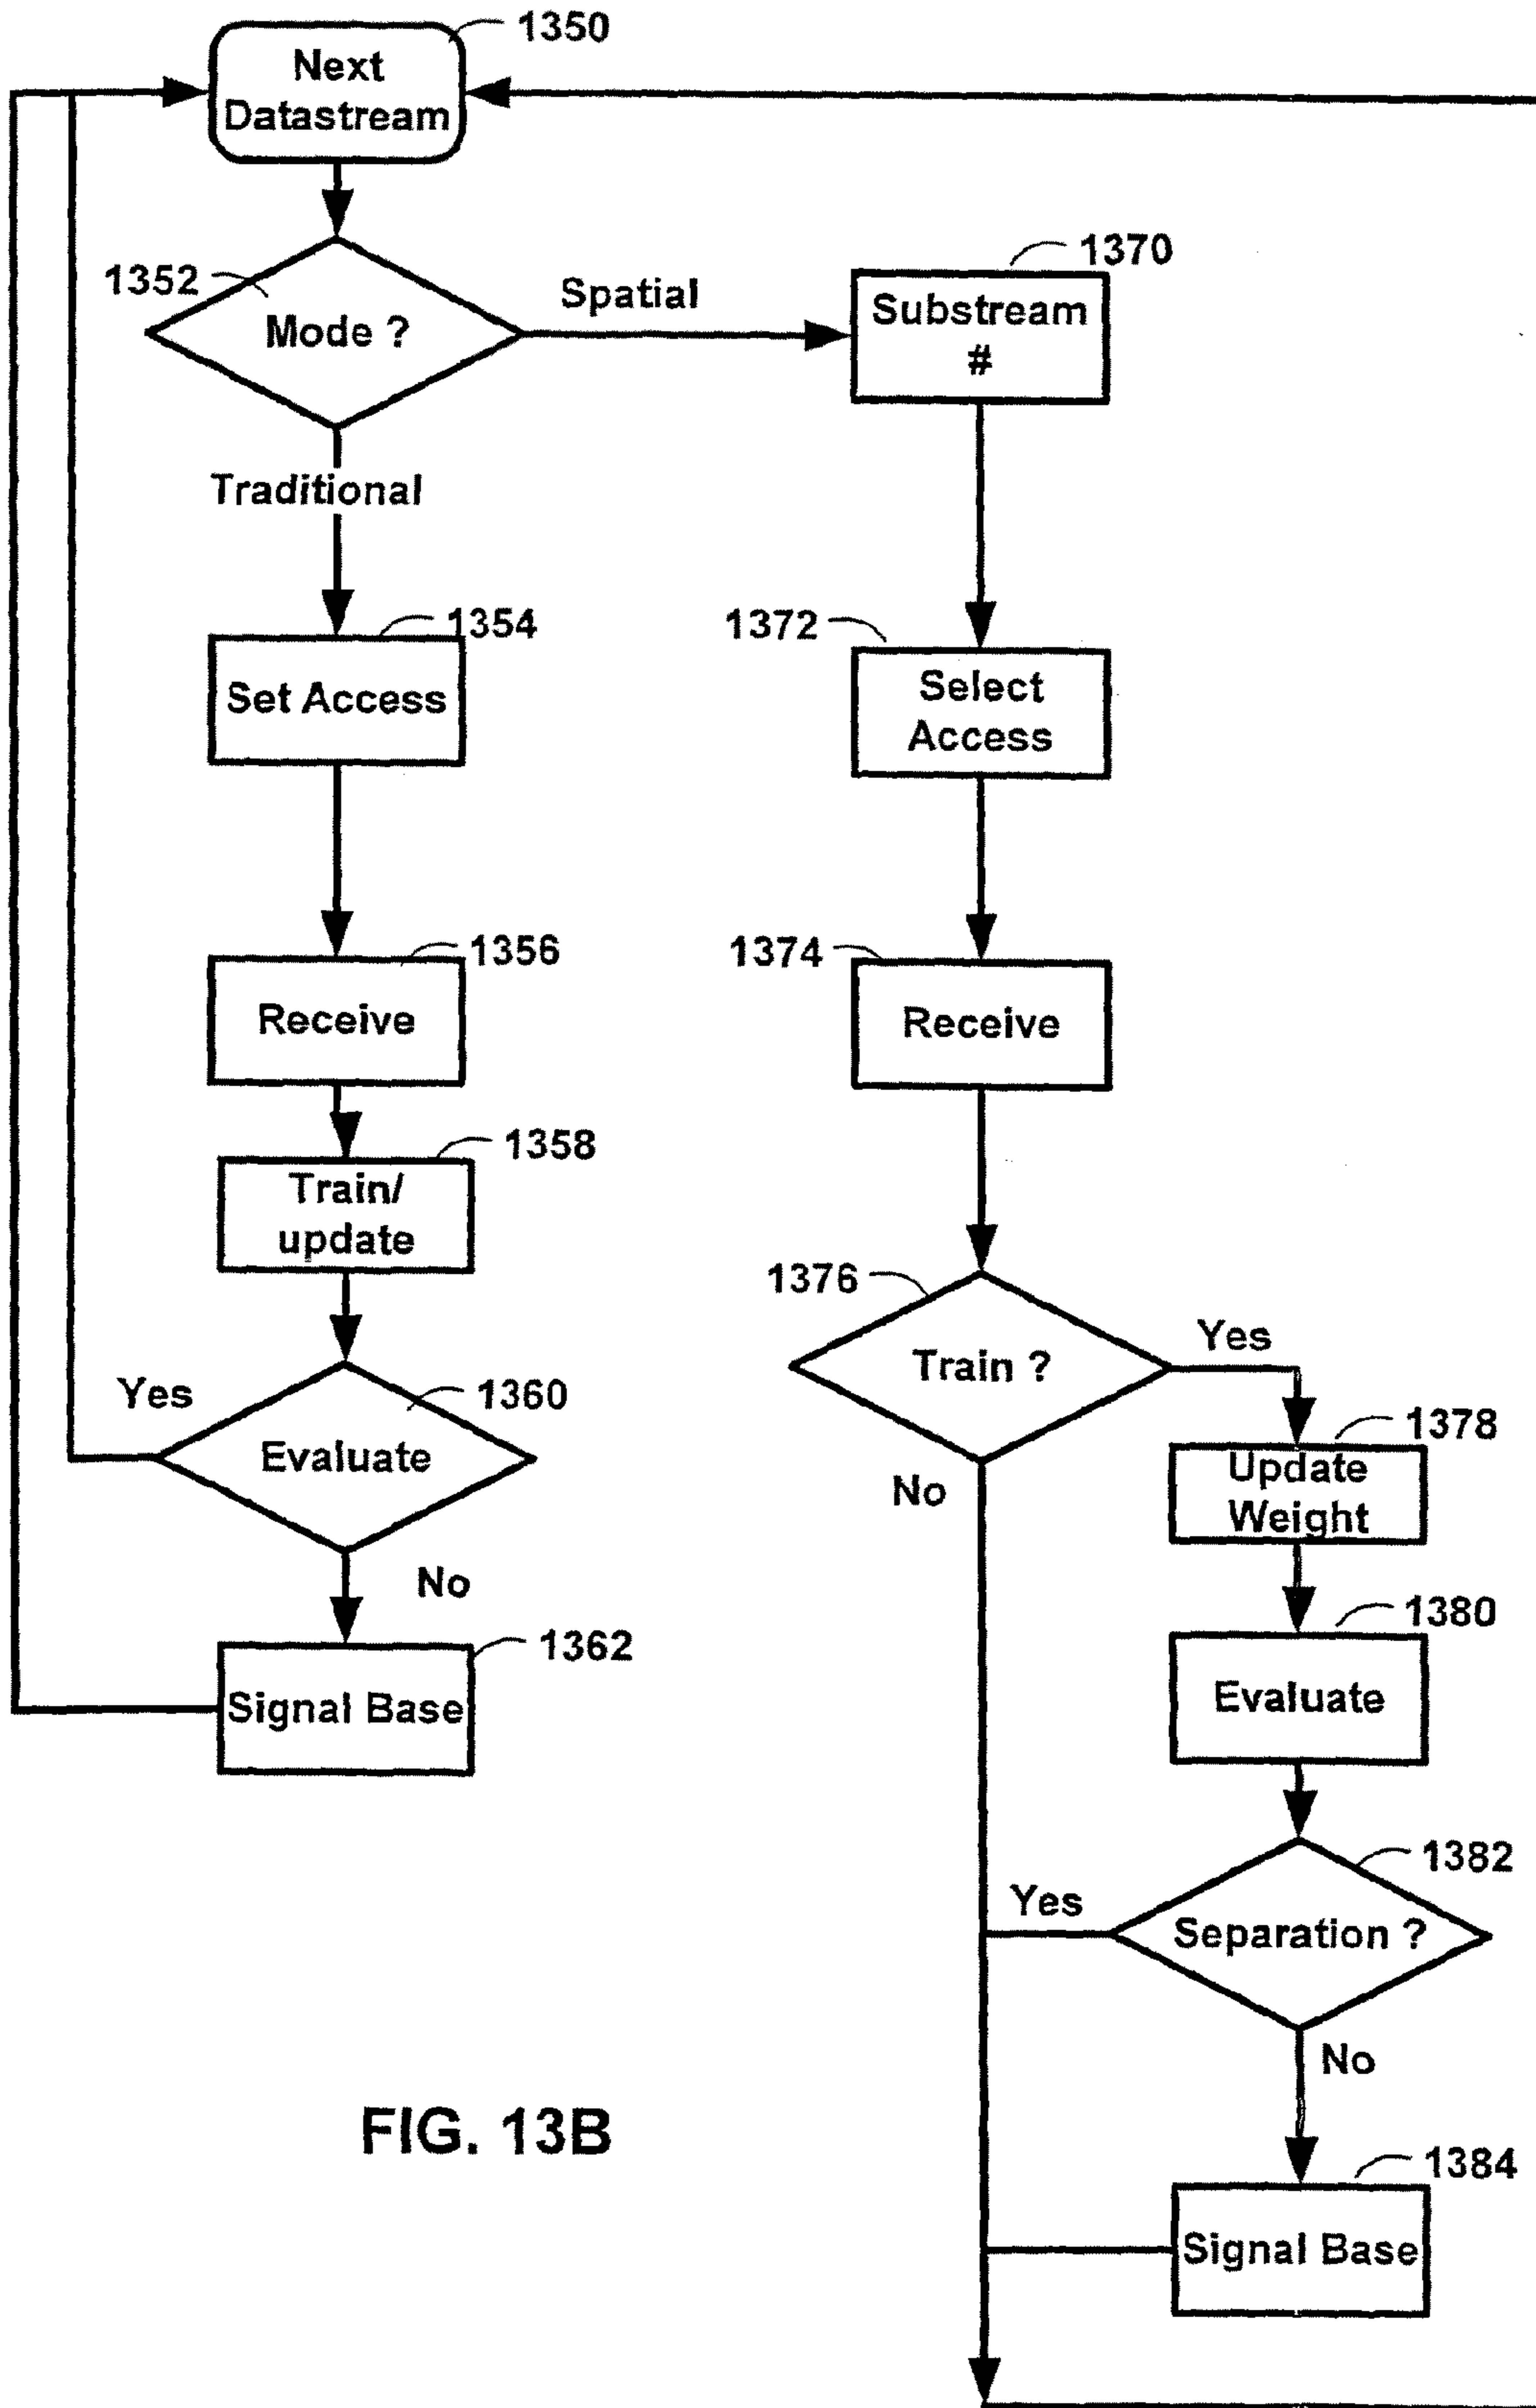 1350
Next
Datastream
1352
Mode ?
Spatial
1370
Substream
#
Traditional
1354
Set Access
1372
Select
Access
1356
Receive
1374
Receive
1358
Train/
update
1376
Train ?
Yes
No
1360
Evaluate
Yes
No
1378
Update
Weight
1362
Signal Base
1380
Evaluate
1382
Separation ?
Yes
No
1384
Signal Base
FIG. 13B